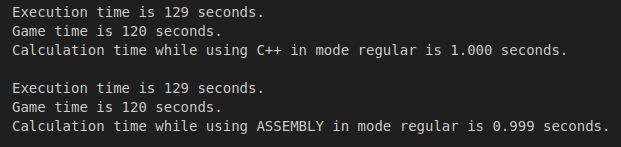 Execution time is 129 seconds.
Game time is 120 seconds.
Calculation time while using C++ in mode regular is 1.000 seconds.
Execution time is 129 seconds.
Game time is 120 seconds.
Calculation time while using ASSEMBLY in mode regular is 0.999 seconds.